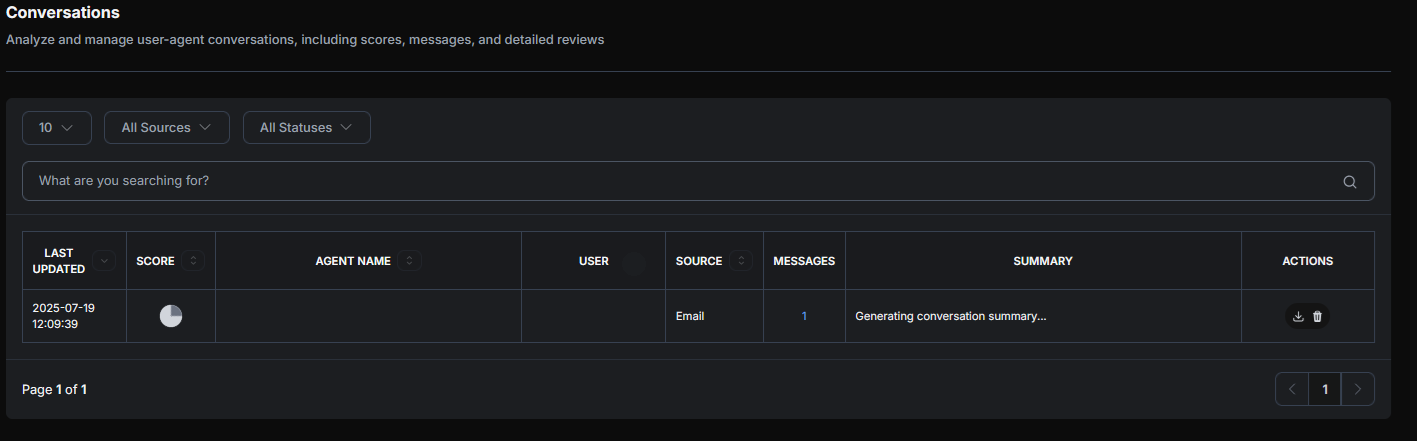 Conversations
Analyze and manage user-agent conversations, including scores, messages, and detailed reviews
10 All Sources All Statuses
What are you searching for?
LAST UPDATED SCORE AGENT NAME USER SOURCE MESSAGES SUMMARY ACTIONS
2025-07-19 12:09:39 Email 1 Generating conversation summary...
Page 1 of 1 1